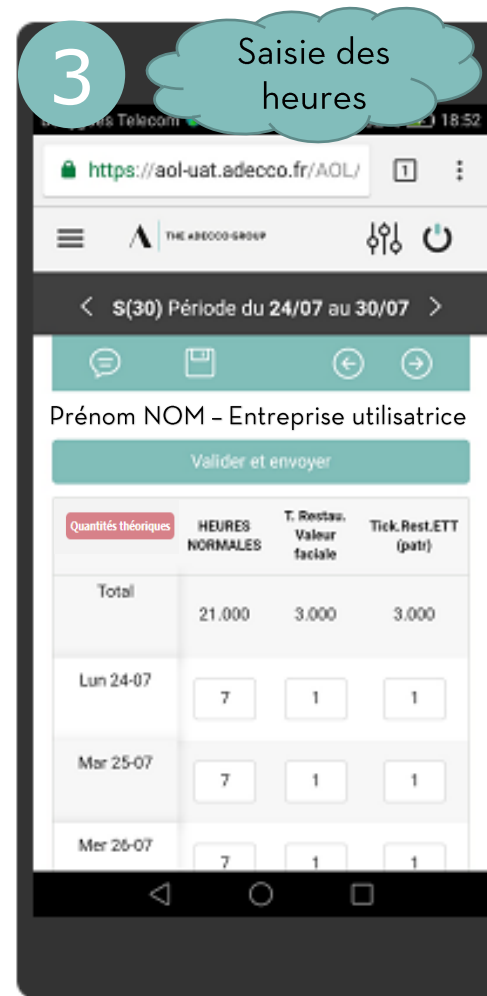 3
Saisie des
heures
Telecom
18:52
https://aol-uat.adecco.fr/AOL/
1
THE ADECCO GROUP
< S(30) Période du 24/07 au 30/07 >
Prénom NOM – Entreprise utilisatrice
Valider et envoyer
Quantités théoriques
HEURES
NORMALES
T. Restau.
Valeur
faciale
Tick.Rest.ETT
(patr)
Total
21.000 3.000 3.000
Lun 24-07
7 1 1
Mar 25-07
7 1 1
Mer 26-07
7 1 1